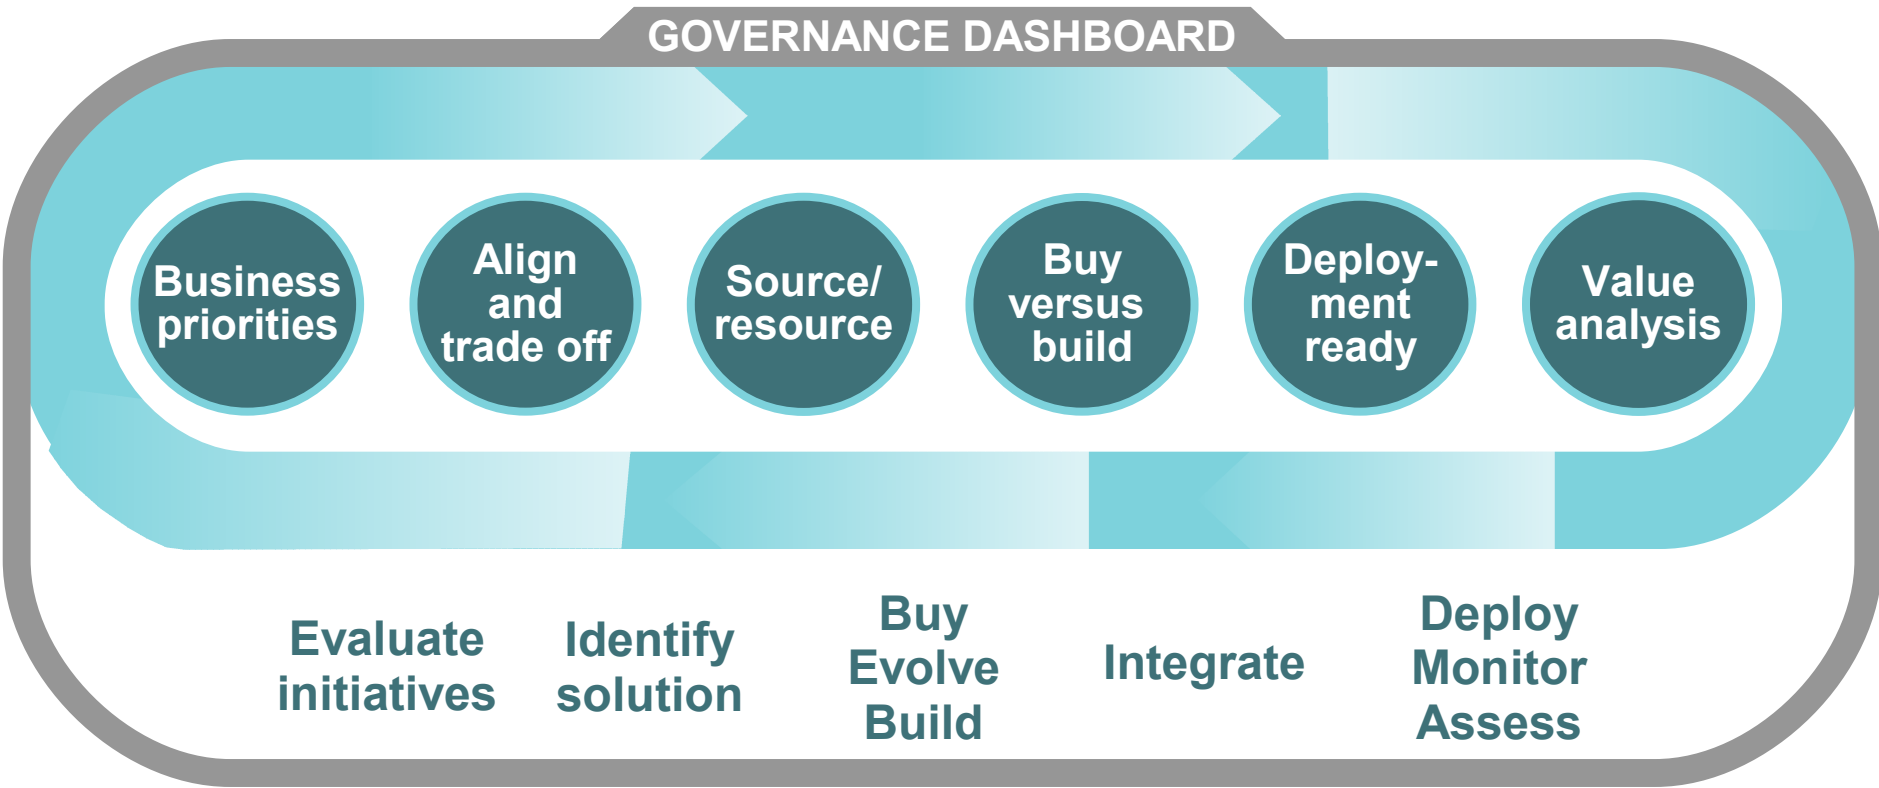 GOVERNANCE DASHBOARD
Business
priorities
Align
and
trade off
Source/
resource
Buy
versus
build
Deploy-
ment
ready
Value
analysis
Evaluate
initiatives
Identify
solution
Buy
Evolve
Build
Integrate
Deploy
Monitor
Assess